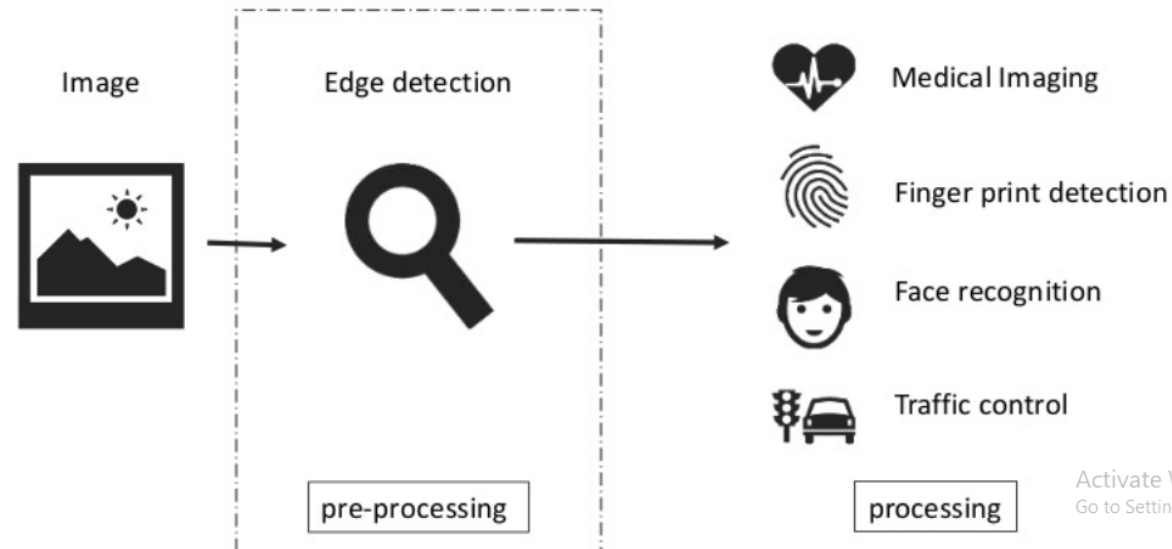 Image
Edge detection
Medical Imaging
Finger print detection
Face recognition
Traffic control
pre-processing
processing
Activate
Go to Settin